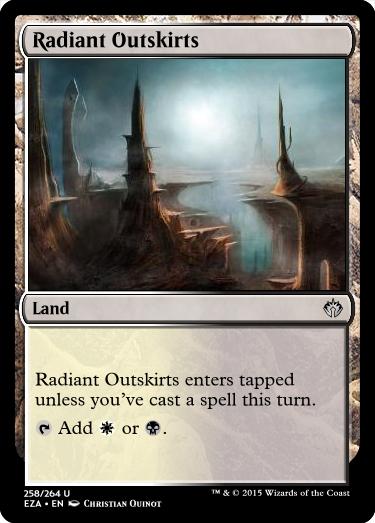 Radiant Outskirts
Land
Radiant Outskirts enters tapped
unless you've cast a spell this turn.
Add or .
258/264 U
EZA • EN Christian Quinot
™ & © 2015 Wizards of the Coast